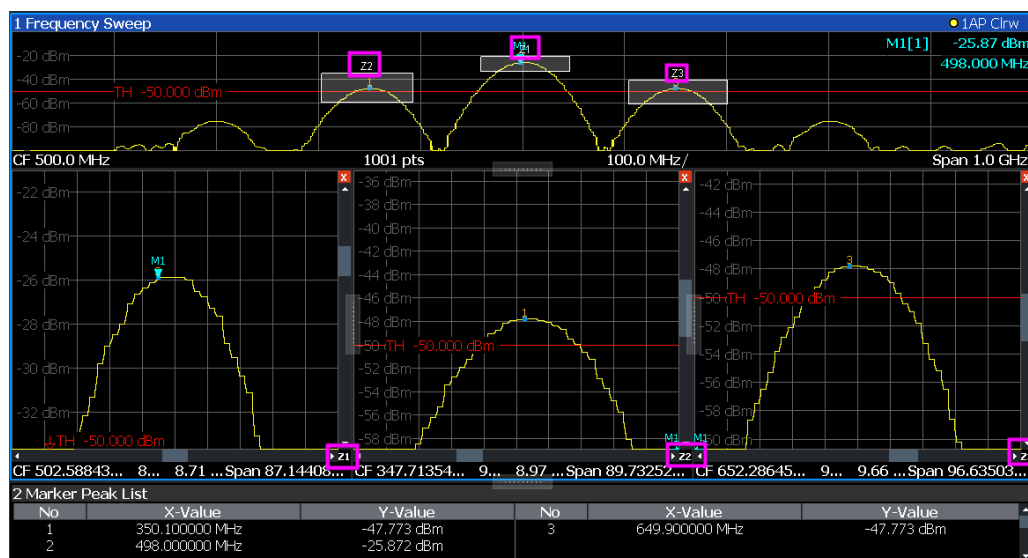 1 Frequency Sweep
1AP Clrw
M1[1] -25.87 dBm
498.000 MHz
M1
Z1
Z2
Z3
1
-20 dBm
-40 dBm
TH -50.000 dBm
-60 dBm
-80 dBm
CF 500.0 MHz 1001 pts 100.0 MHz/ Span 1.0 GHz
-22 dBm
-24 dBm
M1
-26 dBm
-28 dBm
-30 dBm
-32 dBm
TH -50.000 dBm
Z1
CF 502.58843... 8... 8.71 ... Span 87.14408...
-36 dBm
-38 dBm
-40 dBm
-42 dBm
-44 dBm
-46 dBm
1
-48 dBm
-50 TH -50.000 dBm
-52 dBm
-54 dBm
-56 dBm
-58 dBm
M1
Z2
CF 347.71354... 9... 8.97 ... Span 89.73252...
-42 dBm
-44 dBm
-46 dBm
3
-48 dBm
-50 TH -50.000 dBm
-52 dBm
-54 dBm
-56 dBm
-58 dBm
M1 -60 dBm
CF 652.28645... 9... 9.66 ... Span 96.63503...
2 Marker Peak List
No X-Value Y-Value No X-Value Y-Value
1 350.100000 MHz -47.773 dBm 3 649.900000 MHz -47.773 dBm
2 498.000000 MHz -25.872 dBm